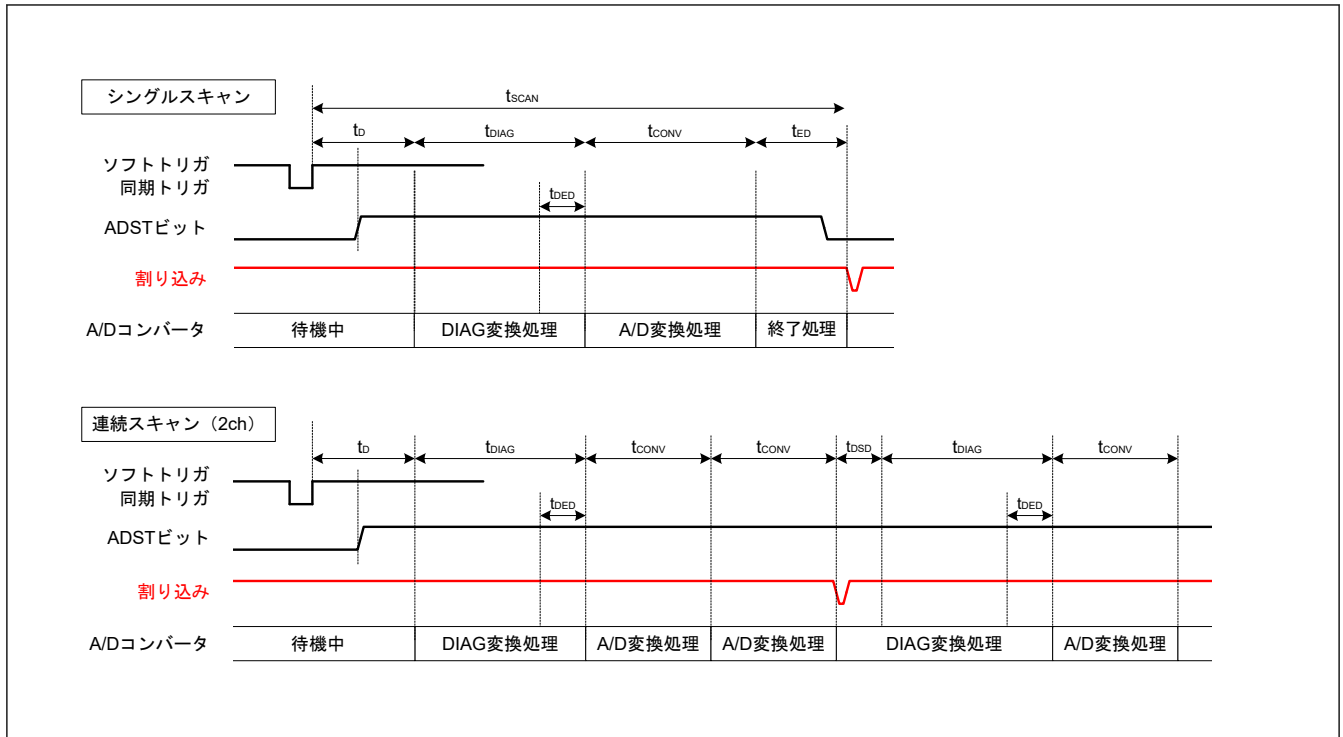 シングルスキャン
tSCAN
tD tDIAG tCONV tED
ソフトトリガ
同期トリガ
tDED
ADSTビット
割り込み
A/Dコンバータ 待機中 DIAG変換処理 A/D変換処理 終了処理
連続スキャン（2ch）
tD tDIAG tCONV tCONV tDSD tDIAG tCONV
ソフトトリガ
同期トリガ
tDED tDED
ADSTビット
割り込み
A/Dコンバータ 待機中 DIAG変換処理 A/D変換処理 A/D変換処理 DIAG変換処理 A/D変換処理